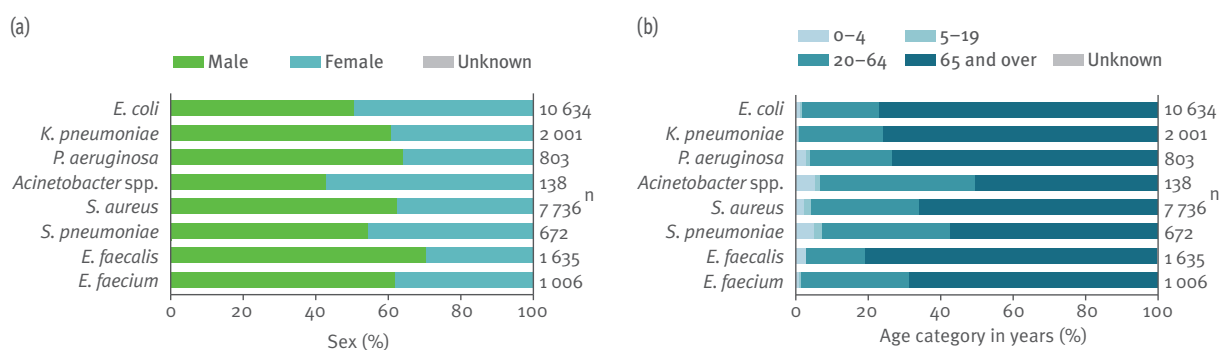 (a)
Male Female Unknown
E. coli 10 634
K. pneumoniae 2 001
P. aeruginosa 803
Acinetobacter spp. 138
n
S. aureus 7 736
S. pneumoniae 672
E. faecalis 1 635
E. faecium 1 006
0 20 40 60 80 100
Sex (%)
(b)
0–4 5–19
20–64 65 and over Unknown
E. coli 10 634
K. pneumoniae 2 001
P. aeruginosa 803
Acinetobacter spp. 138
n
S. aureus 7 736
S. pneumoniae 672
E. faecalis 1 635
E. faecium 1 006
0 20 40 60 80 100
Age category in years (%)